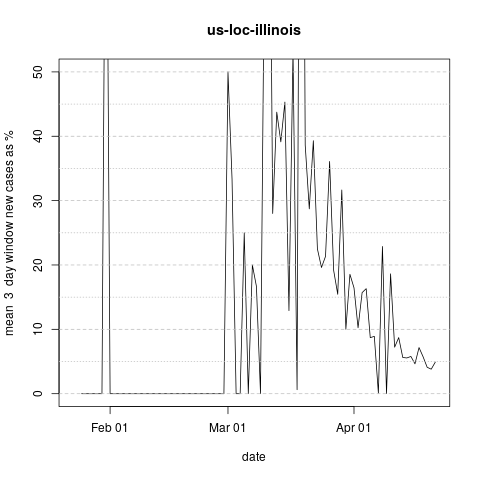 us-loc-illinois
mean 3 day window new cases as %
50
40
30
20
10
0
Feb 01
Mar 01
Apr 01
date